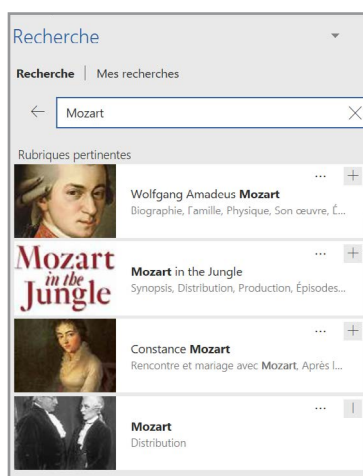 Recherche
Recherche | Mes recherches
Mozart
Rubriques pertinentes
Wolfgang Amadeus Mozart
Biographie, Famille, Physique, Son œuvre, É...
Mozart
in the
Jungle
Mozart in the Jungle
Synopsis, Distribution, Production, Épisodes...
Constance Mozart
Rencontre et mariage avec Mozart, Après l...
Mozart
Distribution